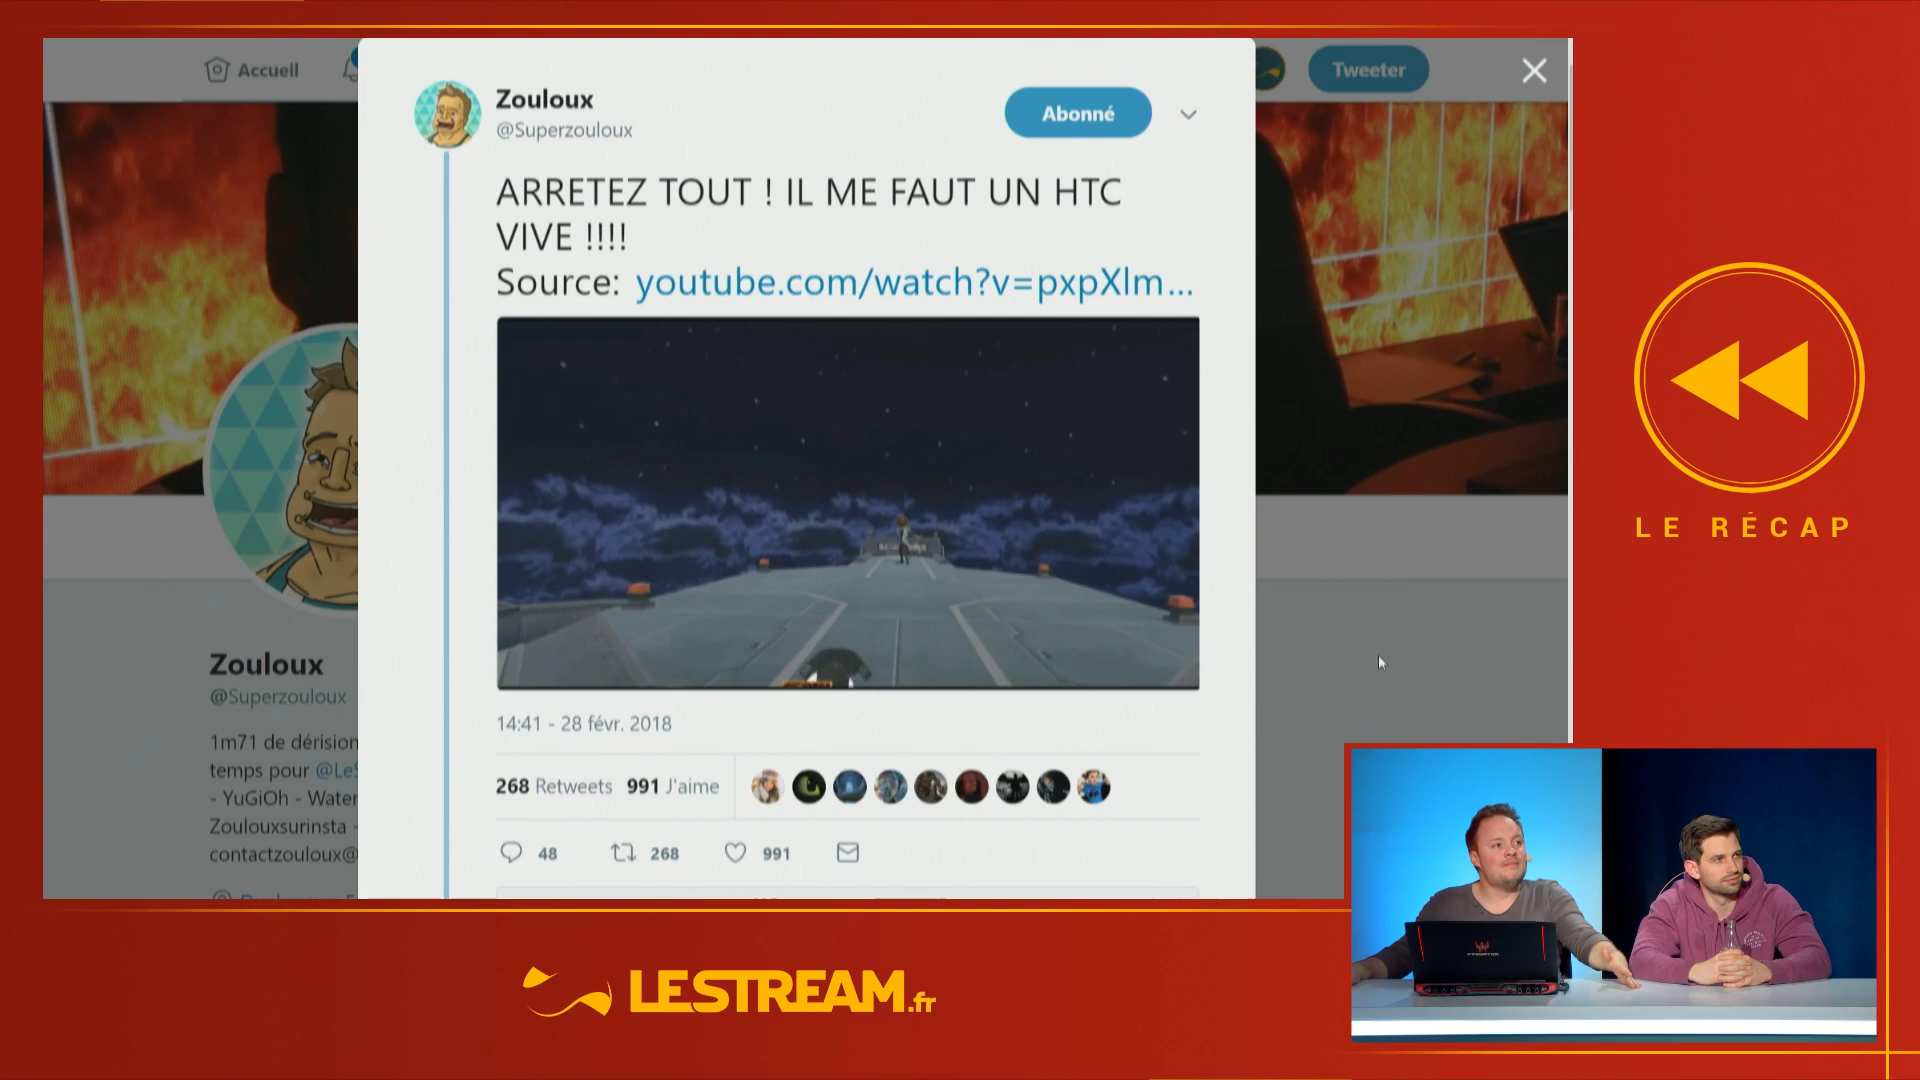 Accueil
Tweeter
Zouloux
@Superzouloux
Abonné
ARRETEZ TOUT ! IL ME FAUT UN HTC
VIVE !!!!
Source: youtube.com/watch?v=pxpXlm...
14:41 - 28 févr. 2018
268 Retweets 991 J'aime
48 268 991
Zouloux
@Superzouloux
1m71 de dérision
temps pour @LeS
- YuGiOh - Water
Zoulouxsurinsta -
contactzouloux@
LE RÉCAP
PREDATOR
LESTREAM.fr